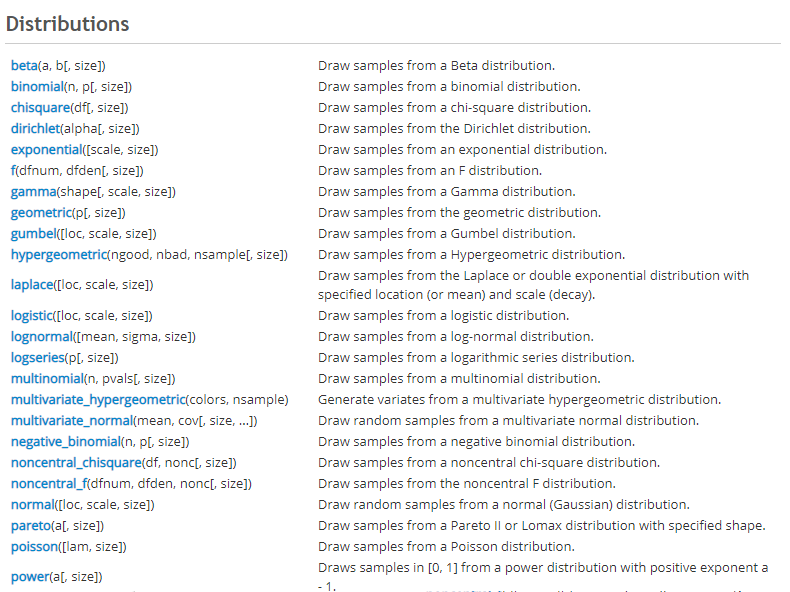 Distributions
beta(a, b[, size]) Draw samples from a Beta distribution.
binomial(n, p[, size]) Draw samples from a binomial distribution.
chisquare(df[, size]) Draw samples from a chi-square distribution.
dirichlet(alpha[, size]) Draw samples from the Dirichlet distribution.
exponential([scale, size]) Draw samples from an exponential distribution.
f(dfnum, dfden[, size]) Draw samples from an F distribution.
gamma(shape[, scale, size]) Draw samples from a Gamma distribution.
geometric(p[, size]) Draw samples from the geometric distribution.
gumbel([loc, scale, size]) Draw samples from a Gumbel distribution.
hypergeometric(ngood, nbad, nsample[, size]) Draw samples from a Hypergeometric distribution.
laplace([loc, scale, size]) Draw samples from the Laplace or double exponential distribution with
specified location (or mean) and scale (decay).
logistic([loc, scale, size]) Draw samples from a logistic distribution.
lognormal([mean, sigma, size]) Draw samples from a log-normal distribution.
logseries(p[, size]) Draw samples from a logarithmic series distribution.
multinomial(n, pvals[, size]) Draw samples from a multinomial distribution.
multivariate_hypergeometric(colors, nsample) Generate variates from a multivariate hypergeometric distribution.
multivariate_normal(mean, cov[, size, ...]) Draw random samples from a multivariate normal distribution.
negative_binomial(n, p[, size]) Draw samples from a negative binomial distribution.
noncentral_chisquare(df, nonc[, size]) Draw samples from a noncentral chi-square distribution.
noncentral_f(dfnum, dfden, nonc[, size]) Draw samples from the noncentral F distribution.
normal([loc, scale, size]) Draw random samples from a normal (Gaussian) distribution.
pareto(a[, size]) Draw samples from a Pareto II or Lomax distribution with specified shape.
poisson([lam, size]) Draw samples from a Poisson distribution.
power(a[, size]) Draws samples in [0, 1] from a power distribution with positive exponent a
- 1.